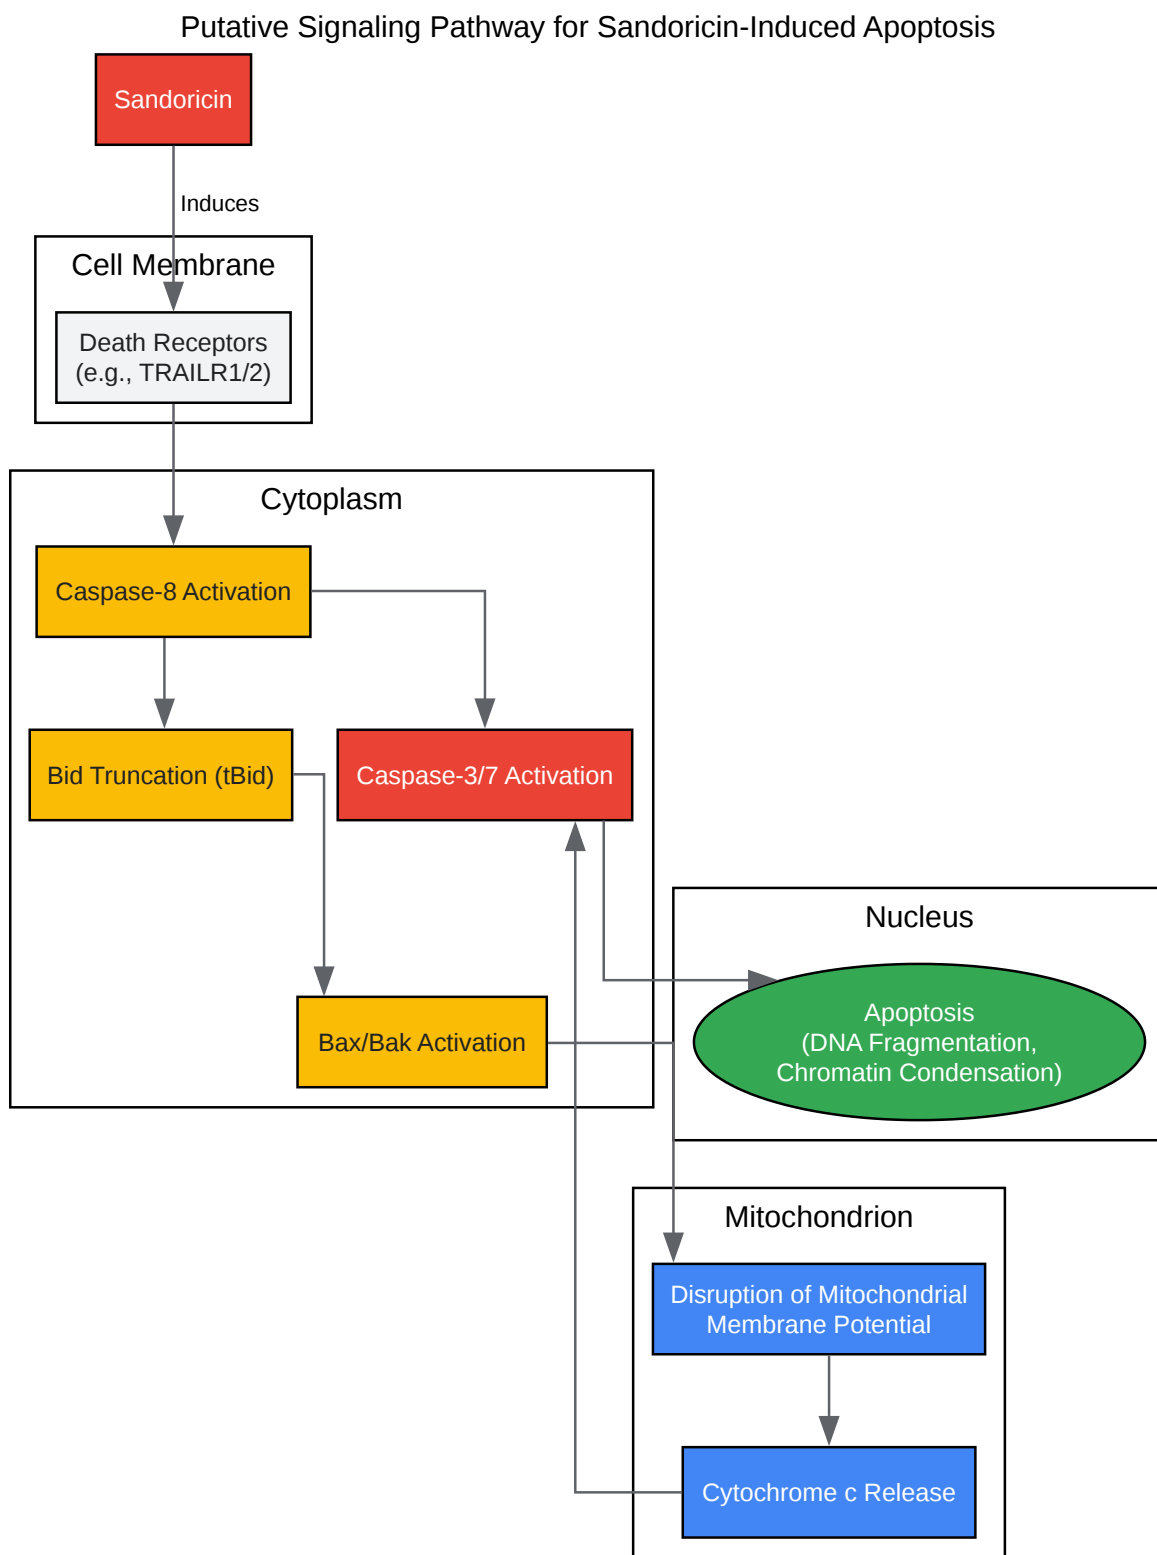 Putative Signaling Pathway for Sandoricin-Induced Apoptosis
Sandoricin
Induces
Cell Membrane
Death Receptors
(e.g., TRAILR1/2)
Cytoplasm
Caspase-8 Activation
Bid Truncation (tBid)
Caspase-3/7 Activation
Nucleus
Apoptosis
(DNA Fragmentation,
Chromatin Condensation)
Bax/Bak Activation
Mitochondrion
Disruption of Mitochondrial
Membrane Potential
Cytochrome c Release